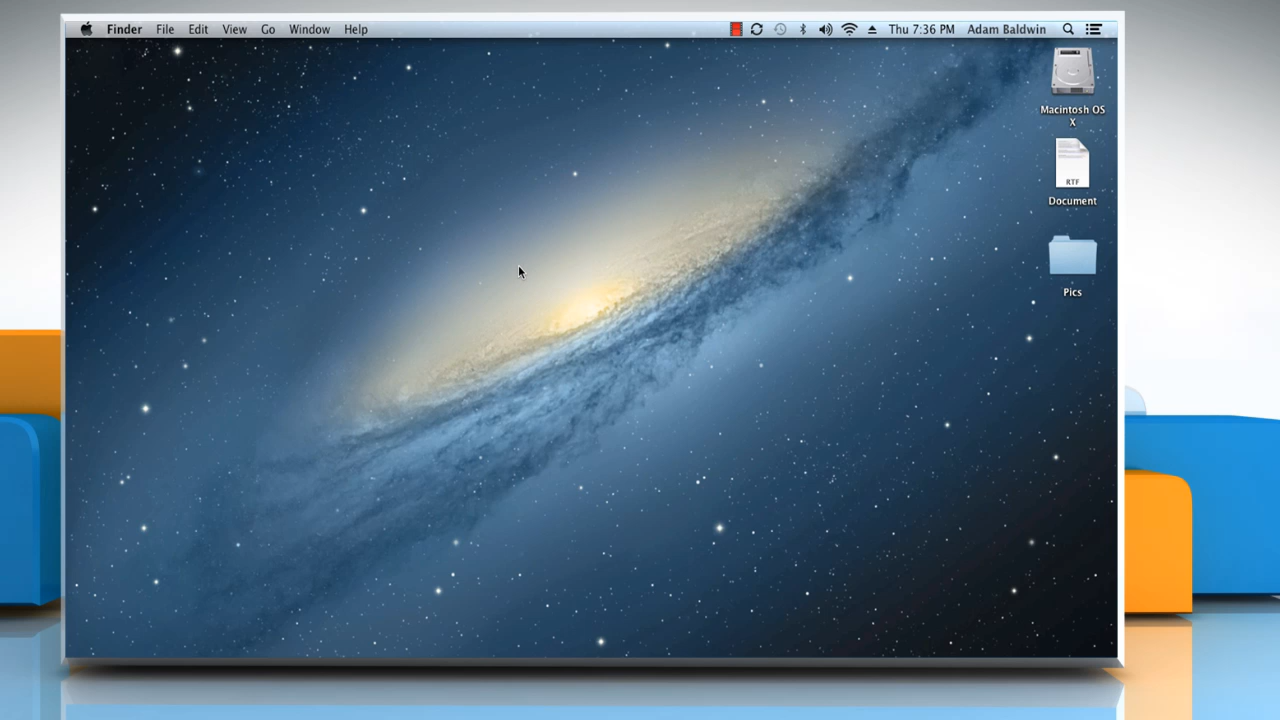 Finder File Edit View Go Window Help Thu 7:36 PM Adam Baldwin
Macintosh OS
X
RTF
Document
Pics